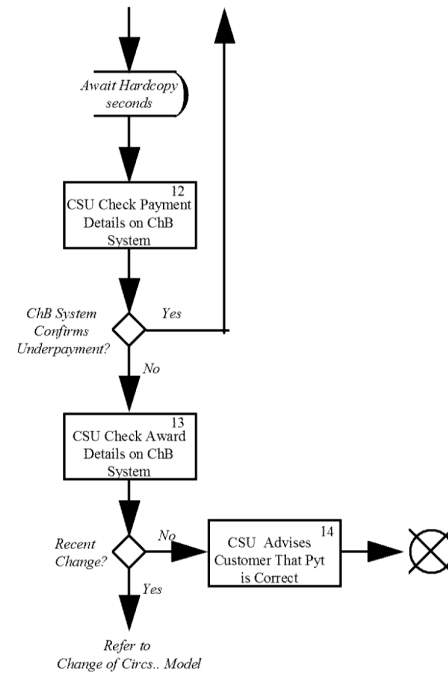 Await Hardcopy
seconds
12
CSU Check Payment
Details on ChB
System
ChB System
Confirms
Underpayment?
Yes
No
13
CSU Check Award
Details on ChB
System
Recent
Change?
No
14
CSU Advises
Customer That Pyt
is Correct
Yes
Refer to
Change of Circs.. Model